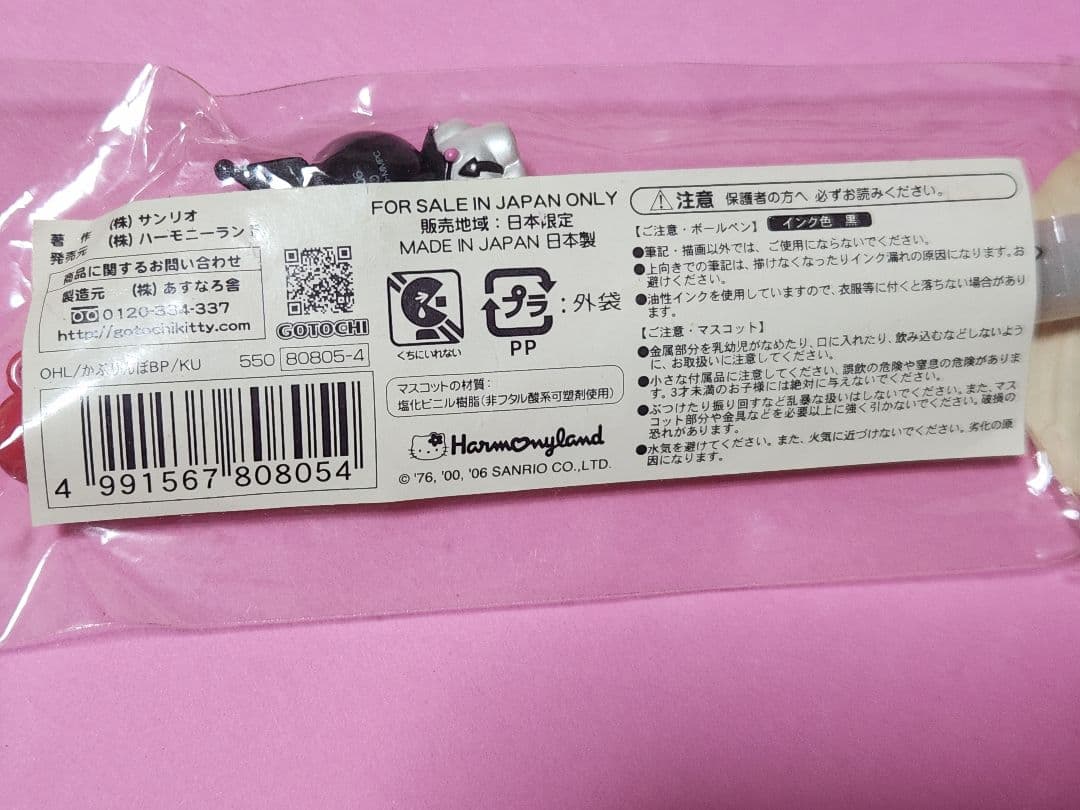 著作 (株)サンリオ
発売元 (株)ハーモニーラン
商品に関するお問い合わせ
製造元 (株)あすなろ舎
0120-334-337
http://gotochikitty.com
GOTOCHI
OHL/かぶりんぼBP/KU 550 80805-4
4 991567 808054
FOR SALE IN JAPAN ONLY
販売地域:日本限定
MADE IN JAPAN 日本製
くちにいれない
プラ
PP
:外袋
マスコットの材質:
塩化ビニル樹脂(非フタル酸系可塑剤使用)
Harmonyland
© '76, '00, '06 SANRIO CO.,LTD.
注意 保護者の方へ 必ずお読みください。
【ご注意・ボールペン】 インク色 黒
●筆記・描画以外では、ご使用にならないでください。
●上向きでの筆記は、描けなくなったりインク漏れの原因になります。お
避けください。
●油性インクを使用していますので、衣服等に付くと落ちない場合があり
ます。
【ご注意・マスコット】
●金属部分を乳幼児がなめたり、口に入れたり、飲み込むなどしないよう
に、お取扱いに注意してください。
●小さな付属品に注意してください。誤飲の危険や窒息の危険がありま
す。3才未満のお子様には絶対に与えないでください。
●ぶつけたり振り回すなど乱暴な扱いはしないでください。また、マス
コット部分や金具などを必要以上に強く引かないでください。破損の
恐れがあります。
●水気を避けてください。また、火気に近づけないでください。劣化の原
因になります。